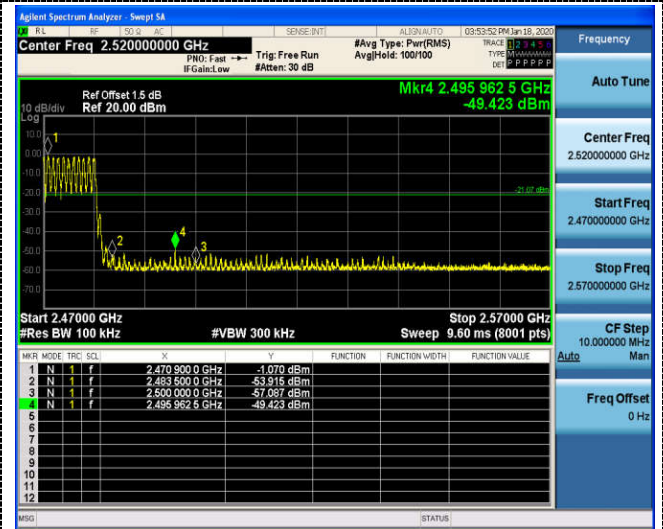 Agilent Spectrum Analyzer - Swept SA
RL RF 50 Ω AC SENSE:INT ALIGNAUTO 03:53:52 PM Jan 18, 2020
Center Freq 2.520000000 GHz
PNO: Fast
IFGain:Low
Trig: Free Run
#Atten: 30 dB
#Avg Type: Pwr(RMS)
Avg|Hold: 100/100
TRACE 1 2 3 4 5 6
TYPE M
DET P P P P P P
Frequency
Auto Tune
Center Freq
2.520000000 GHz
Start Freq
2.470000000 GHz
Stop Freq
2.570000000 GHz
CF Step
10.000000 MHz
Auto Man
Freq Offset
0 Hz
Mkr4 2.495 962 5 GHz
-49.423 dBm
Ref Offset 1.5 dB
Ref 20.00 dBm
10 dB/div
Log
10.0
0.00
-10.0
-20.0
-30.0
-40.0
-50.0
-60.0
-70.0
1
2
3
4
-21.07 dBm
Start 2.47000 GHz
Stop 2.57000 GHz
#Res BW 100 kHz #VBW 300 kHz Sweep 9.60 ms (8001 pts)
MKR MODE TRC SCL X Y FUNCTION FUNCTION WIDTH FUNCTION VALUE
1 N 1 f 2.470 900 0 GHz -1.070 dBm
2 N 1 f 2.483 500 0 GHz -53.915 dBm
3 N 1 f 2.500 000 0 GHz -57.087 dBm
4 N 1 f 2.495 962 5 GHz -49.423 dBm
5
6
7
8
9
10
11
12
MSG STATUS